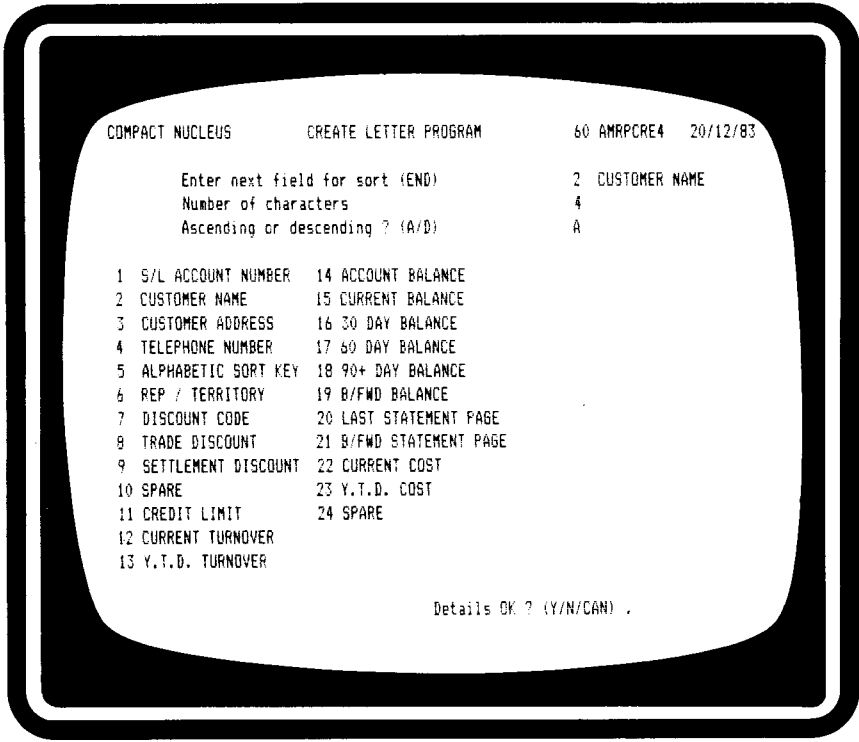 COMPACT NUCLEUS CREATE LETTER PROGRAM 60 AMRPCRE4 20/12/83
Enter next field for sort (END) 2 CUSTOMER NAME
Number of characters 4
Ascending or descending ? (A/D) A
1 S/L ACCOUNT NUMBER 14 ACCOUNT BALANCE
2 CUSTOMER NAME 15 CURRENT BALANCE
3 CUSTOMER ADDRESS 16 30 DAY BALANCE
4 TELEPHONE NUMBER 17 60 DAY BALANCE
5 ALPHABETIC SORT KEY 18 90+ DAY BALANCE
6 REP / TERRITORY 19 B/FWD BALANCE
7 DISCOUNT CODE 20 LAST STATEMENT PAGE
8 TRADE DISCOUNT 21 B/FWD STATEMENT PAGE
9 SETTLEMENT DISCOUNT 22 CURRENT COST
10 SPARE 23 Y.T.D. COST
11 CREDIT LIMIT 24 SPARE
12 CURRENT TURNOVER
13 Y.T.D. TURNOVER
Details OK ? (Y/N/CAN) .